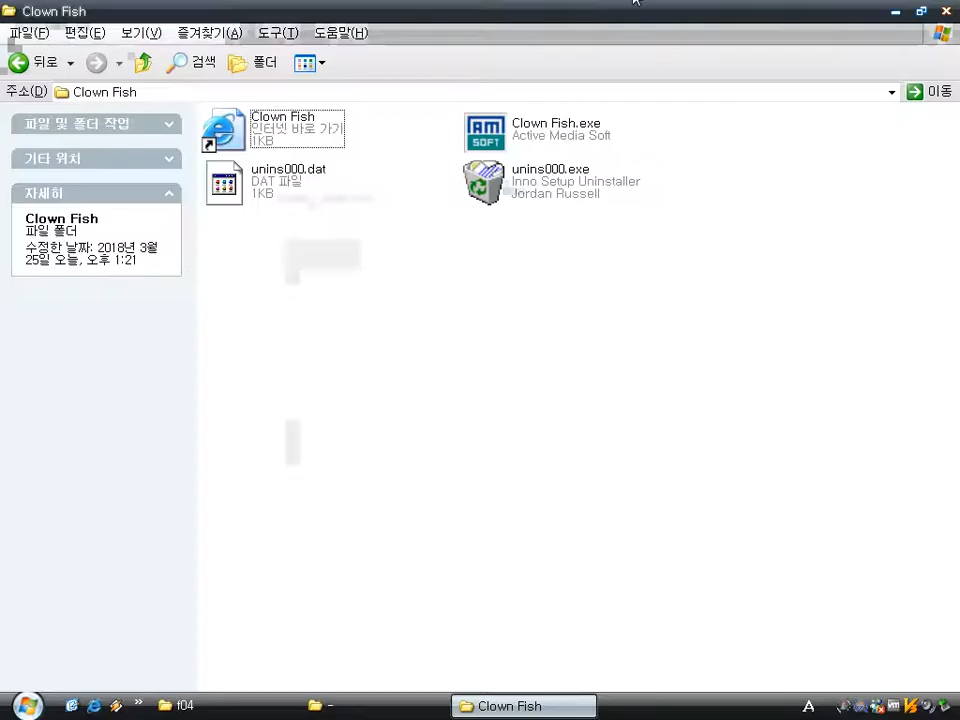 Clown Fish
파일(F) 편집(E) 보기(V) 즐겨찾기(A) 도구(T) 도움말(H)
뒤로 검색 폴더
주소(D) Clown Fish 이동
파일 및 폴더 작업
기타 위치
자세히
Clown Fish
파일 폴더
수정한 날짜: 2018년 3월
25일 오늘, 오후 1:21
Clown Fish
인터넷 바로 가기
1KB
Clown Fish.exe
Active Media Soft
AM
SOFT
unins000.dat
DAT 파일
1KB
unins000.exe
Inno Setup Uninstaller
Jordan Russell
» f04 - Clown Fish A